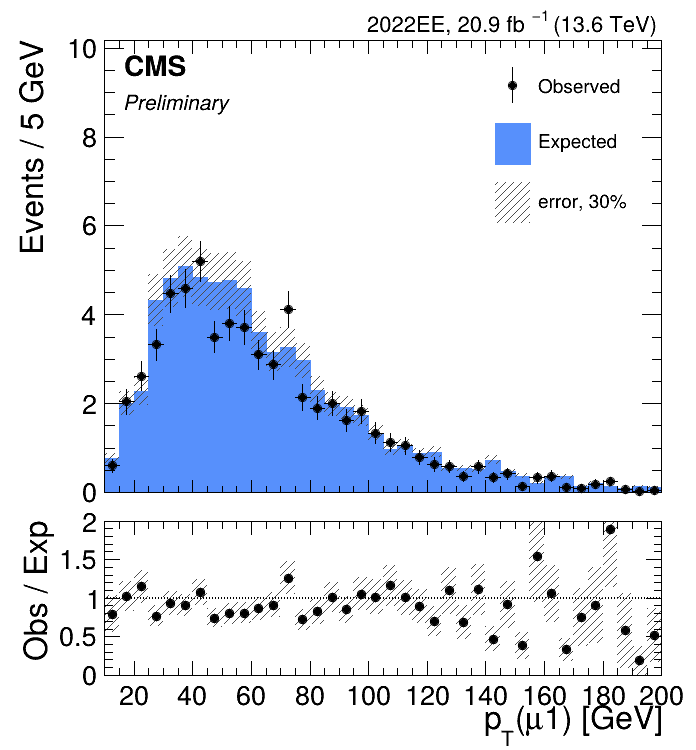 2022EE, 20.9 fb⁻¹ (13.6 TeV)
Events / 5 GeV
10
8
6
4
2
0
CMS
Preliminary
Observed
Expected
error, 30%
Obs / Exp
2
1.5
1
0.5
0
20 40 60 80 100 120 140 160 180 200
p_T(μ1) [GeV]